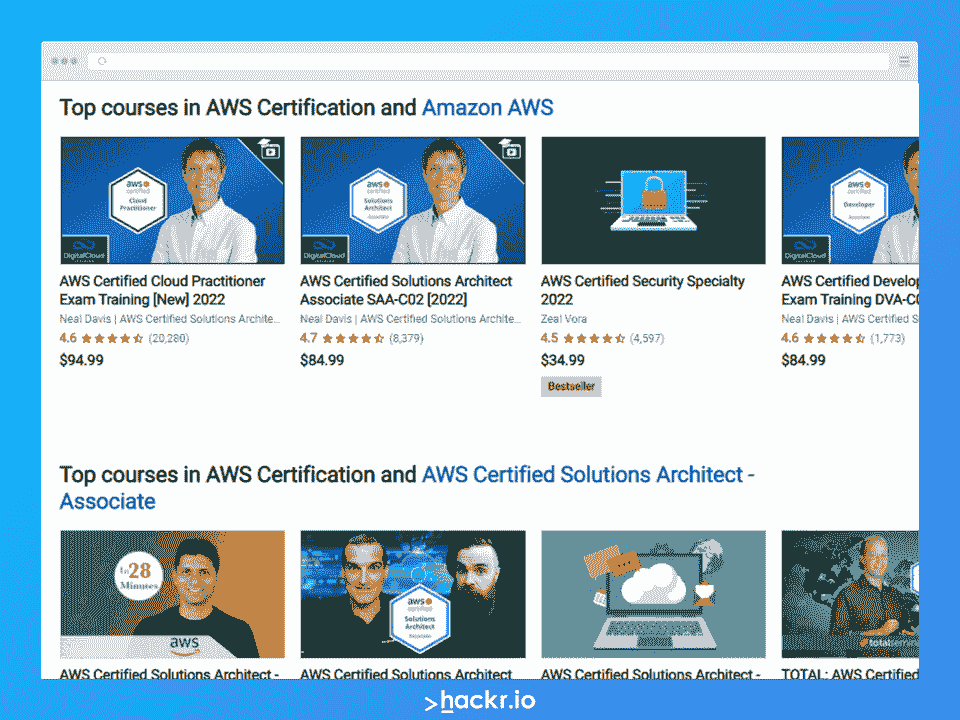 Top courses in AWS Certification and Amazon AWS
aws
certified
Cloud
Practitioner
DigitalCloud
aws
certified
Solutions
Architect
Associate
DigitalCloud
aws
certified
Developer
Associate
DigitalCloud
AWS Certified Cloud Practitioner
Exam Training [New] 2022
Neal Davis | AWS Certified Solutions Archite...
4.6 (20,280)
$94.99
AWS Certified Solutions Architect
Associate SAA-C02 [2022]
Neal Davis | AWS Certified Solutions Archite...
4.7 (8,379)
$84.99
AWS Certified Security Specialty
2022
Zeal Vora
4.5 (4,597)
$34.99
Bestseller
AWS Certified Develop
Exam Training DVA-C0
Neal Davis | AWS Certified S
4.6 (1,773)
$84.99
Top courses in AWS Certification and AWS Certified Solutions Architect -
Associate
In 28
Minutes
aws
aws
certified
Solutions
Architect
Associate
AWS Certified Solutions Architect -
AWS Certified Solutions Architect
AWS Certified Solutions Architect -
TOTAL: AWS Certified
>hackr.io